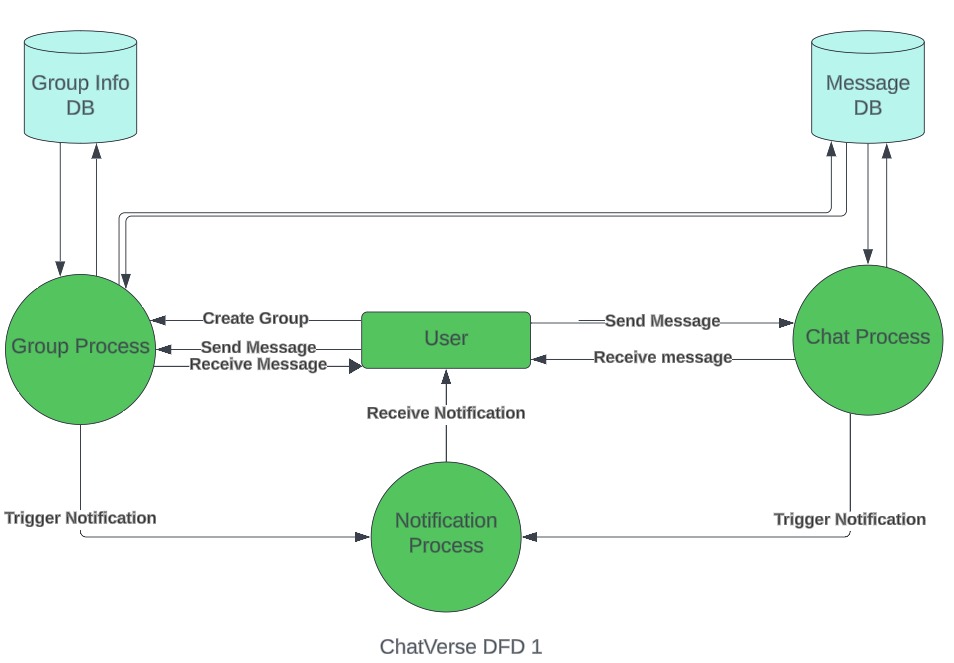 Group Info
DB
Message
DB
Create Group
Send Message
Receive Message
Group Process
User
Send Message
Receive message
Chat Process
Receive Notification
Trigger Notification
Notification
Process
Trigger Notification
ChatVerse DFD 1